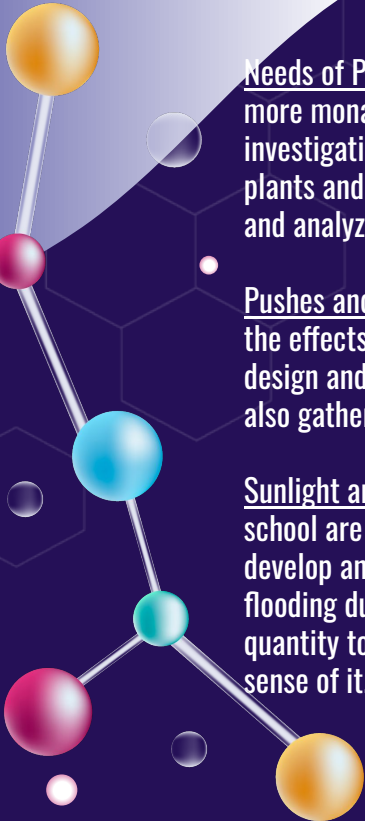 Needs of P
more mona
investigati
plants and
and analyz
Pushes and
the effects
design and
also gather
Sunlight a
school are
develop an
flooding du
quantity to
sense of it.